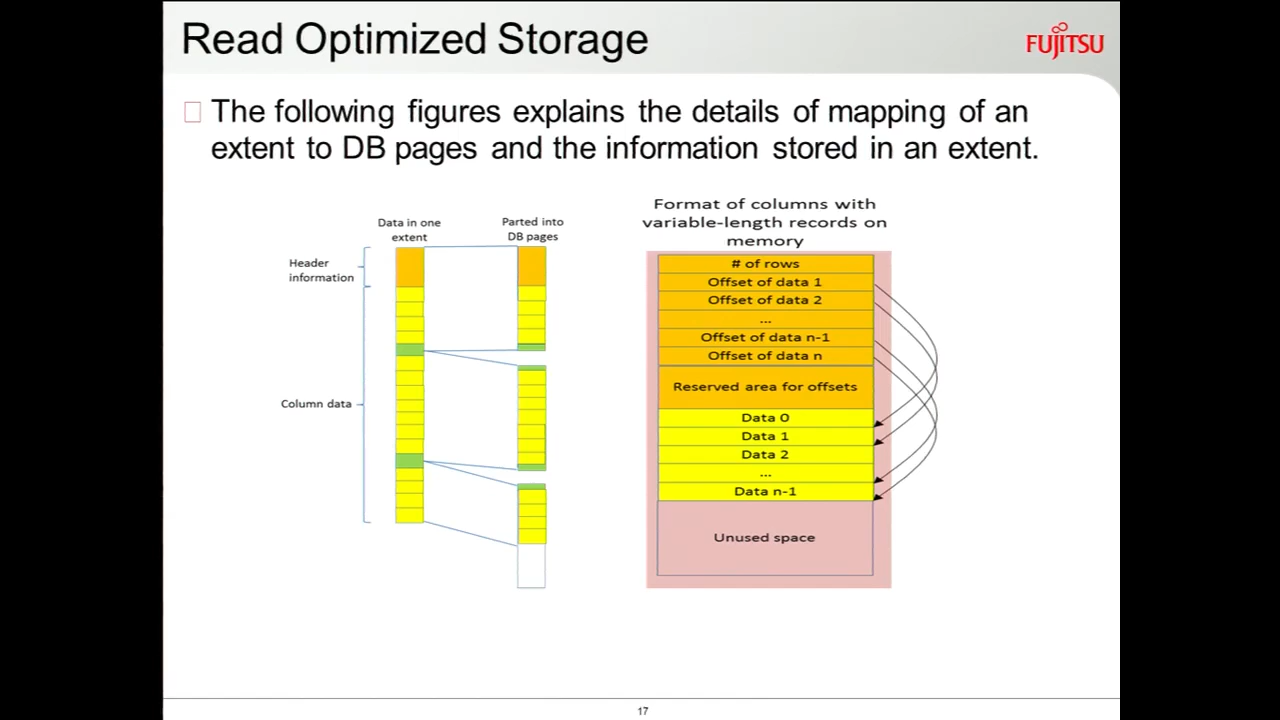 Read Optimized Storage
FUJITSU
The following figures explains the details of mapping of an
extent to DB pages and the information stored in an extent.
Data in one
extent
Parted into
DB pages
Header
information
Column data
Format of columns with
variable-length records on
memory
# of rows
Offset of data 1
Offset of data 2
...
Offset of data n-1
Offset of data n
Reserved area for offsets
Data 0
Data 1
Data 2
...
Data n-1
Unused space
17